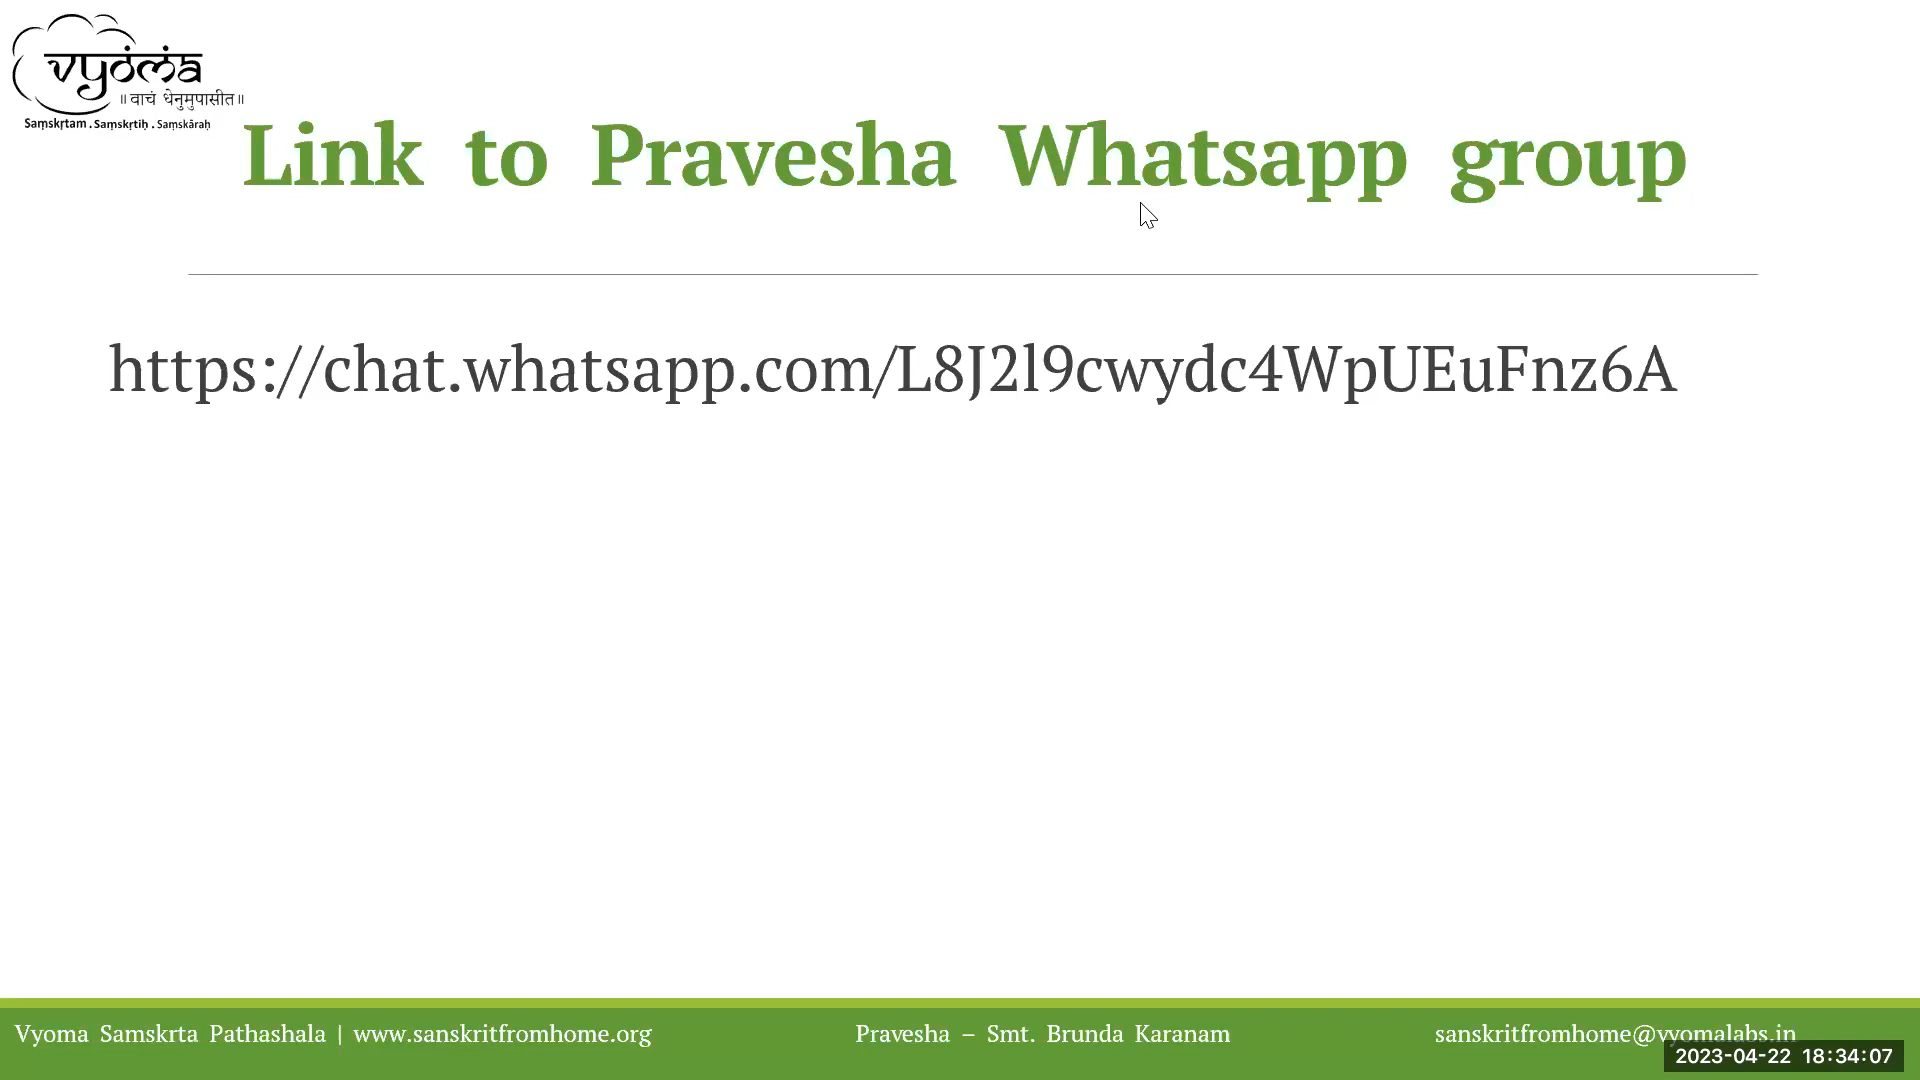 vyoma
॥ वाचं धेनुमुपासीत॥
Saṃskṛtam . Saṃskṛtiḥ . Saṃskāraḥ
Link to Pravesha Whatsapp group
https://chat.whatsapp.com/L8J2l9cwydc4WpUEuFnz6A
Vyoma Samskrta Pathashala | www.sanskritfromhome.org
Pravesha – Smt. Brunda Karanam
sanskritfromhome@vyomalabs.in
2023-04-22 18:34:07